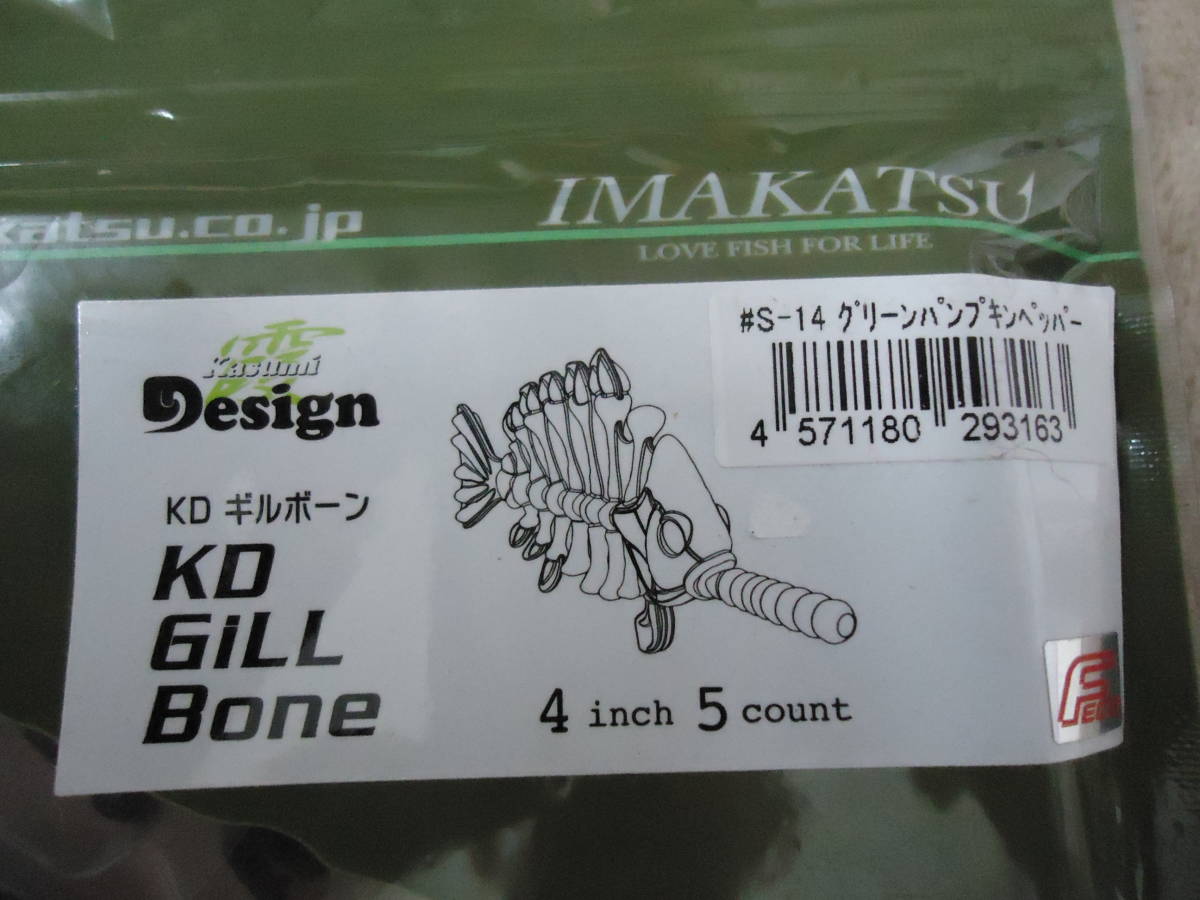 katsu.co.jp
IMAKATSU
LOVE FISH FOR LIFE
霞
Kasumi
Design
#S-14 ｸﾞﾘｰﾝﾊﾟﾝﾌﾟｷﾝﾍﾟｯﾊﾟｰ
4 571180 293163
KD ギルボーン
KD
GiLL
Bone
4 inch 5 count